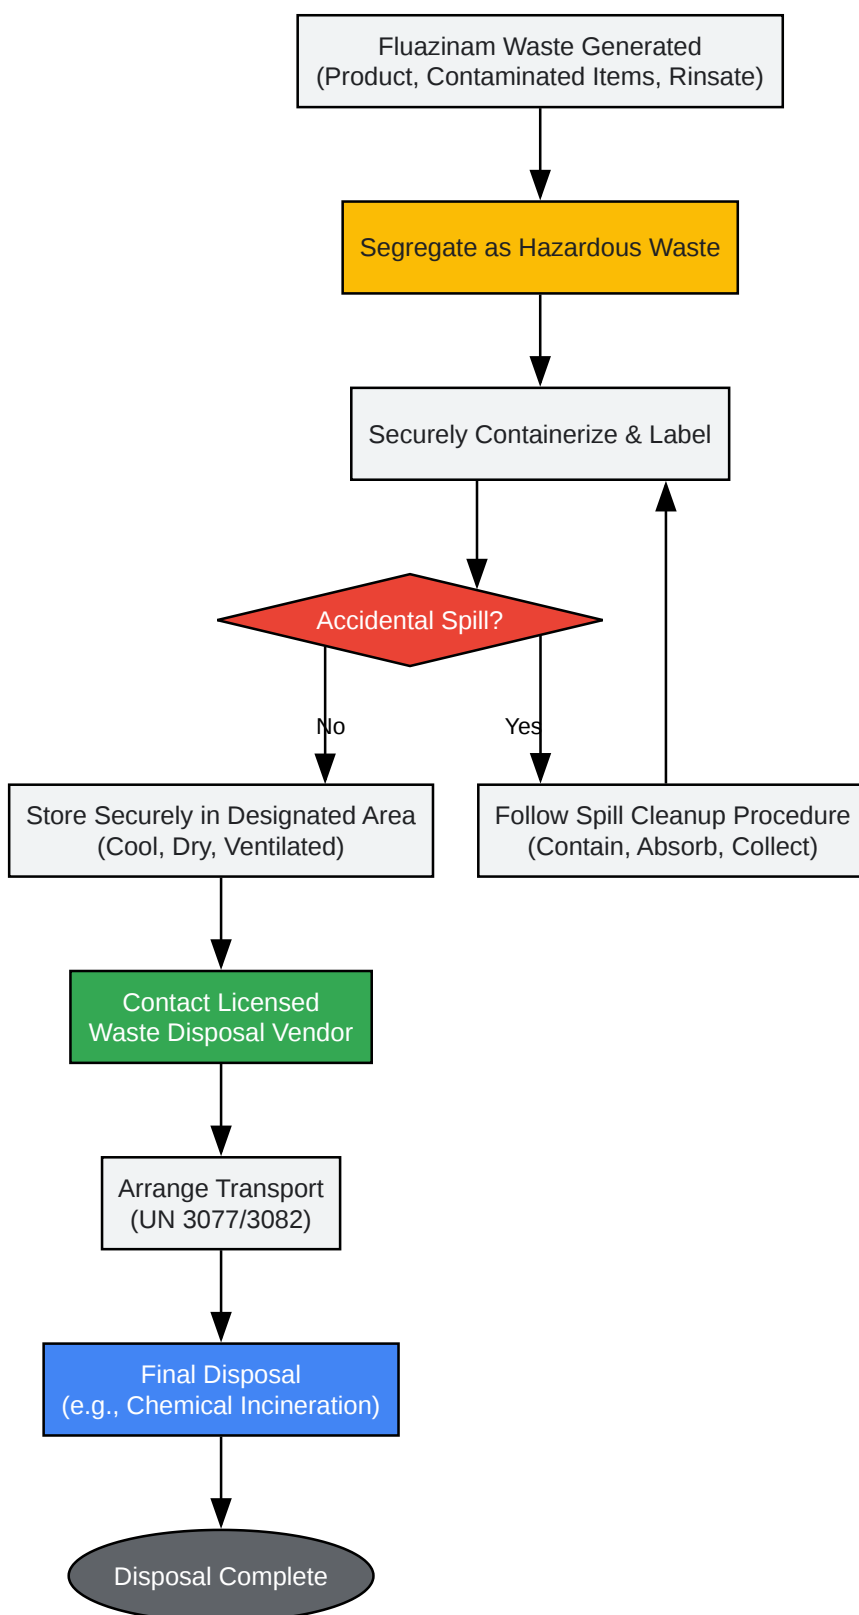 Fluazinam Waste Generated
(Product, Contaminated Items, Rinsate)
Segregate as Hazardous Waste
Securely Containerize & Label
Accidental Spill?
No
Yes
Store Securely in Designated Area
(Cool, Dry, Ventilated)
Follow Spill Cleanup Procedure
(Contain, Absorb, Collect)
Contact Licensed
Waste Disposal Vendor
Arrange Transport
(UN 3077/3082)
Final Disposal
(e.g., Chemical Incineration)
Disposal Complete